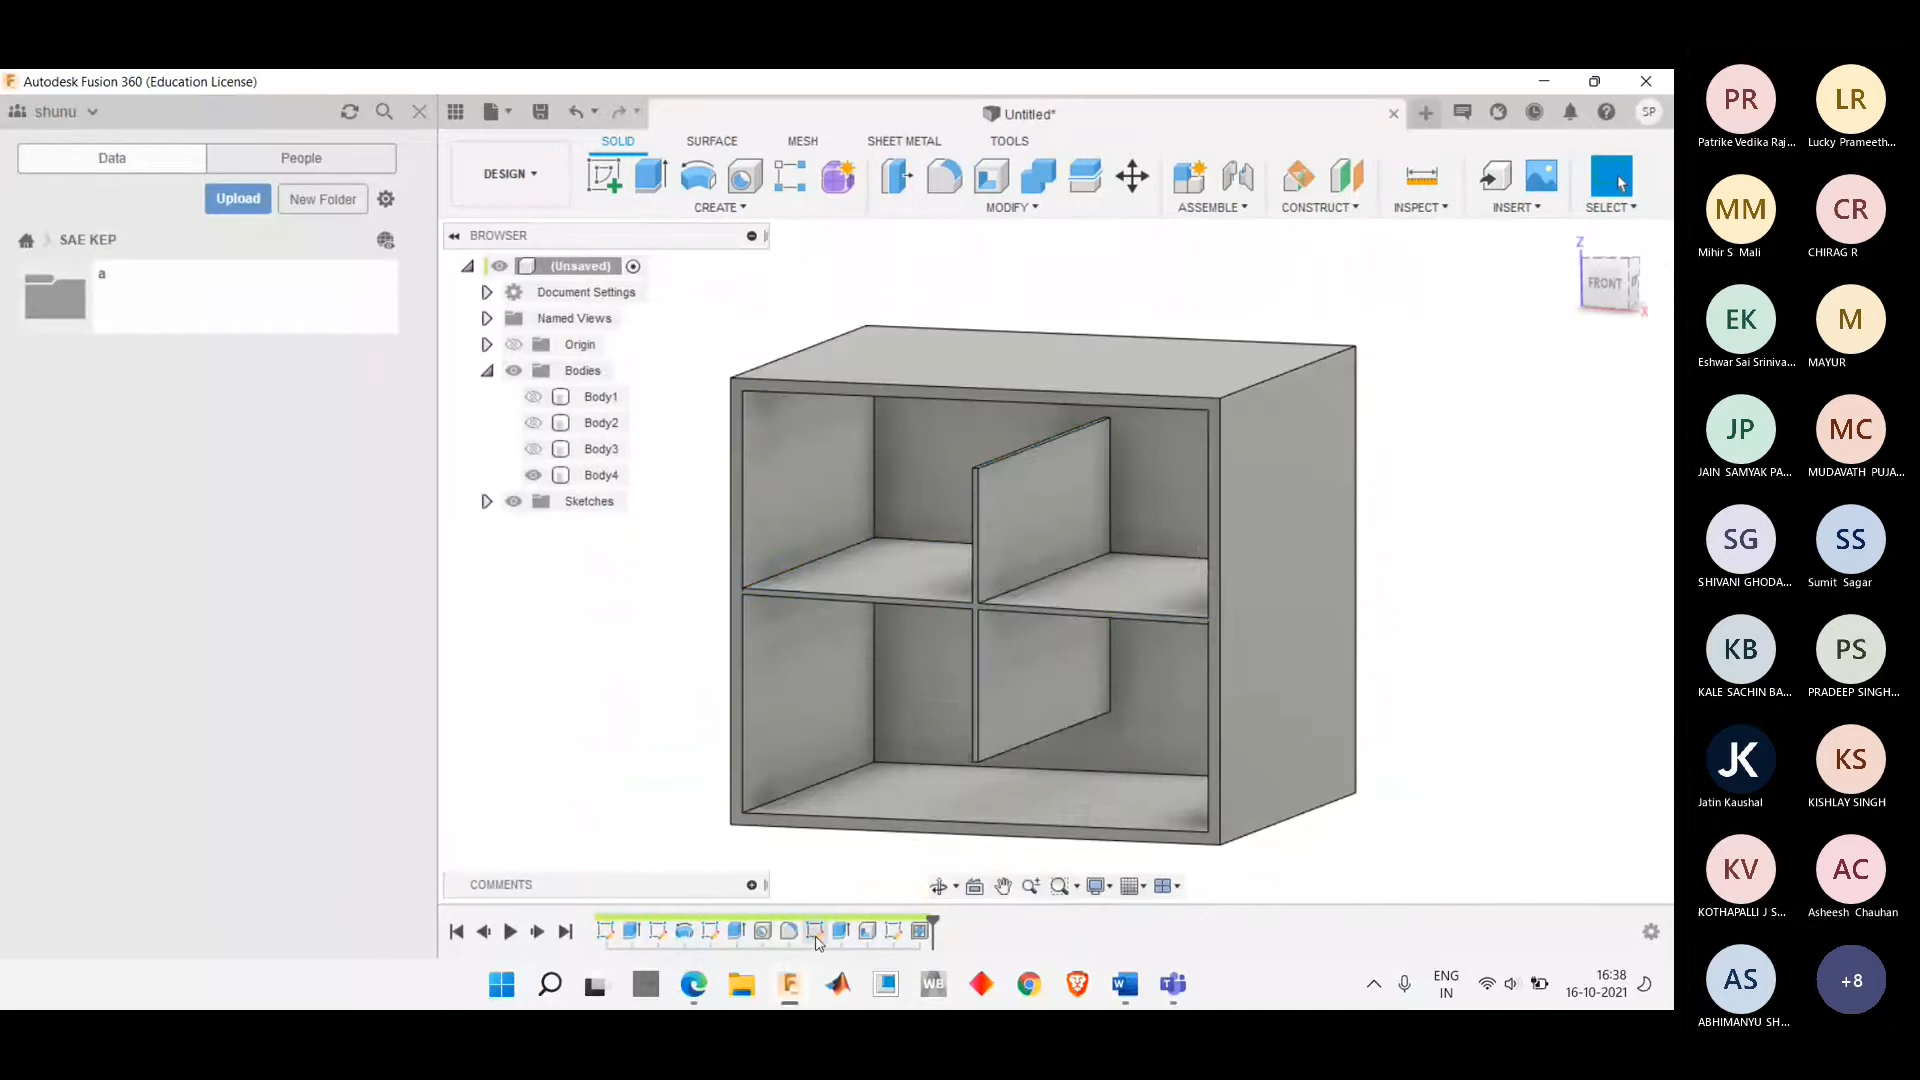 Autodesk Fusion 360 (Education License)
shunu
Untitled*
SP
Data
People
Upload
New Folder
SAE KEP
a
DESIGN
SOLID
SURFACE
MESH
SHEET METAL
TOOLS
CREATE
MODIFY
ASSEMBLE
CONSTRUCT
INSPECT
INSERT
SELECT
BROWSER
(Unsaved)
Document Settings
Named Views
Origin
Bodies
Body1
Body2
Body3
Body4
Sketches
Z
FRONT
X
COMMENTS
WB
ENG
IN
16:38
16-10-2021
PR
Patrike Vedika Raj...
LR
Lucky Prameeth...
MM
Mihir S Mali
CR
CHIRAG R
EK
Eshwar Sai Sriniva...
M
MAYUR
JP
JAIN SAMYAK PA...
MC
MUDAVATH PUJA...
SG
SHIVANI GHODA...
SS
Sumit Sagar
KB
KALE SACHIN BA...
PS
PRADEEP SINGH...
JK
Jatin Kaushal
KS
KISHLAY SINGH
KV
KOTHAPALLI J S...
AC
Asheesh Chauhan
AS
ABHIMANYU SH...
+8